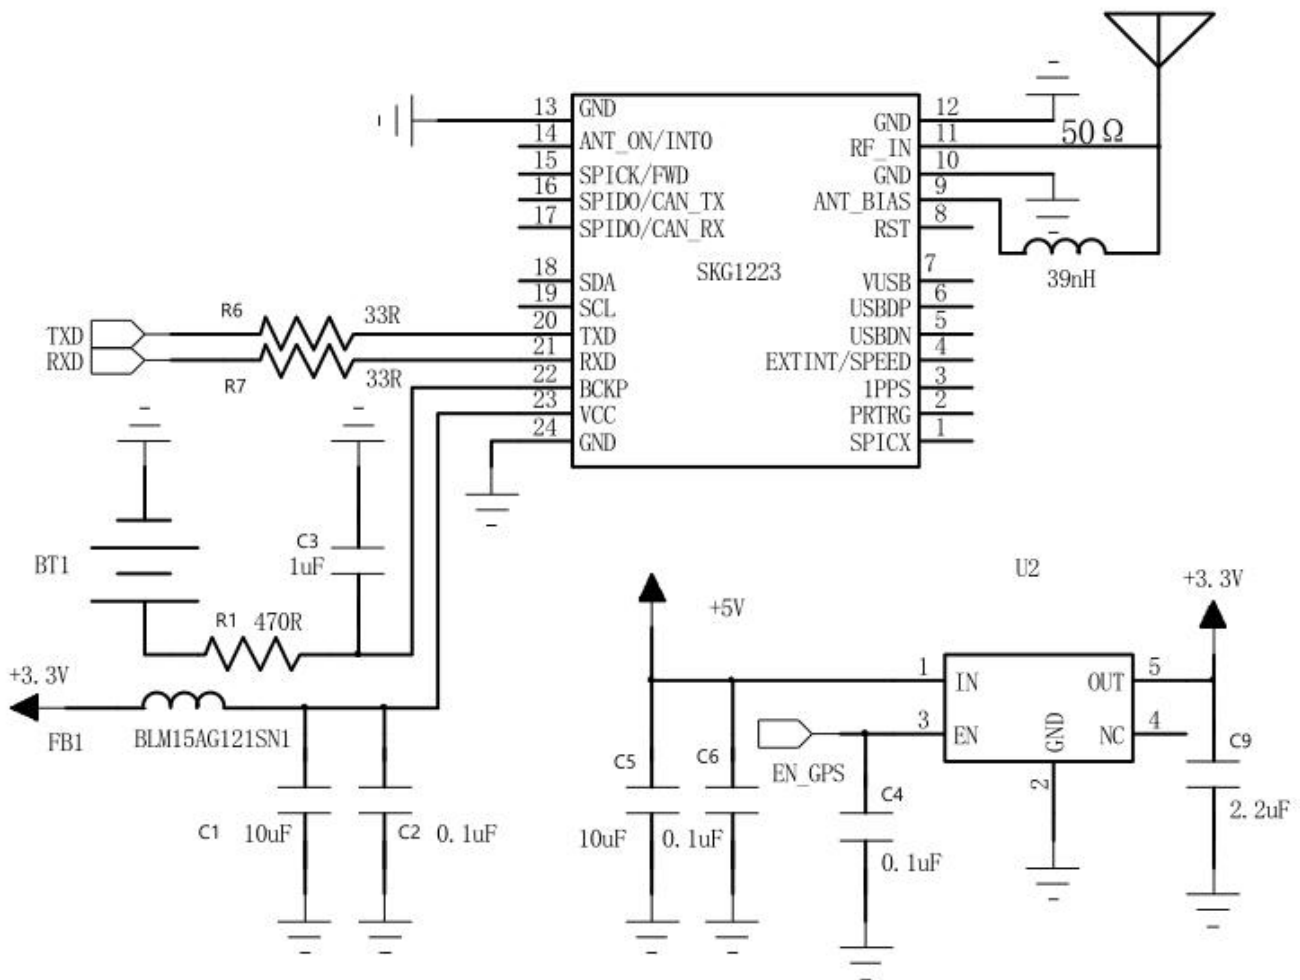 13
GND
14
ANT_ON/INTO
15
SPICK/FWD
16
SPIDO/CAN_TX
17
SPIDO/CAN_RX
18
SDA
19
SCL
20
TXD
21
RXD
22
BCKP
23
VCC
24
GND
SKG1223
12
GND
11
RF_IN
10
GND
9
ANT_BIAS
8
RST
7
VUSB
6
USBDP
5
USBDN
4
EXTINT/SPEED
3
1PPS
2
PRTRG
1
SPICX
50Ω
39nH
TXD
RXD
R6
33R
R7
33R
BT1
C3
1uF
R1
470R
+3.3V
FB1
BLM15AG121SN1
C1
10uF
C2
0.1uF
+5V
U2
+3.3V
1
IN
3
EN
GND
2
OUT
5
NC
4
EN_GPS
C5
10uF
C6
0.1uF
C4
0.1uF
C9
2.2uF